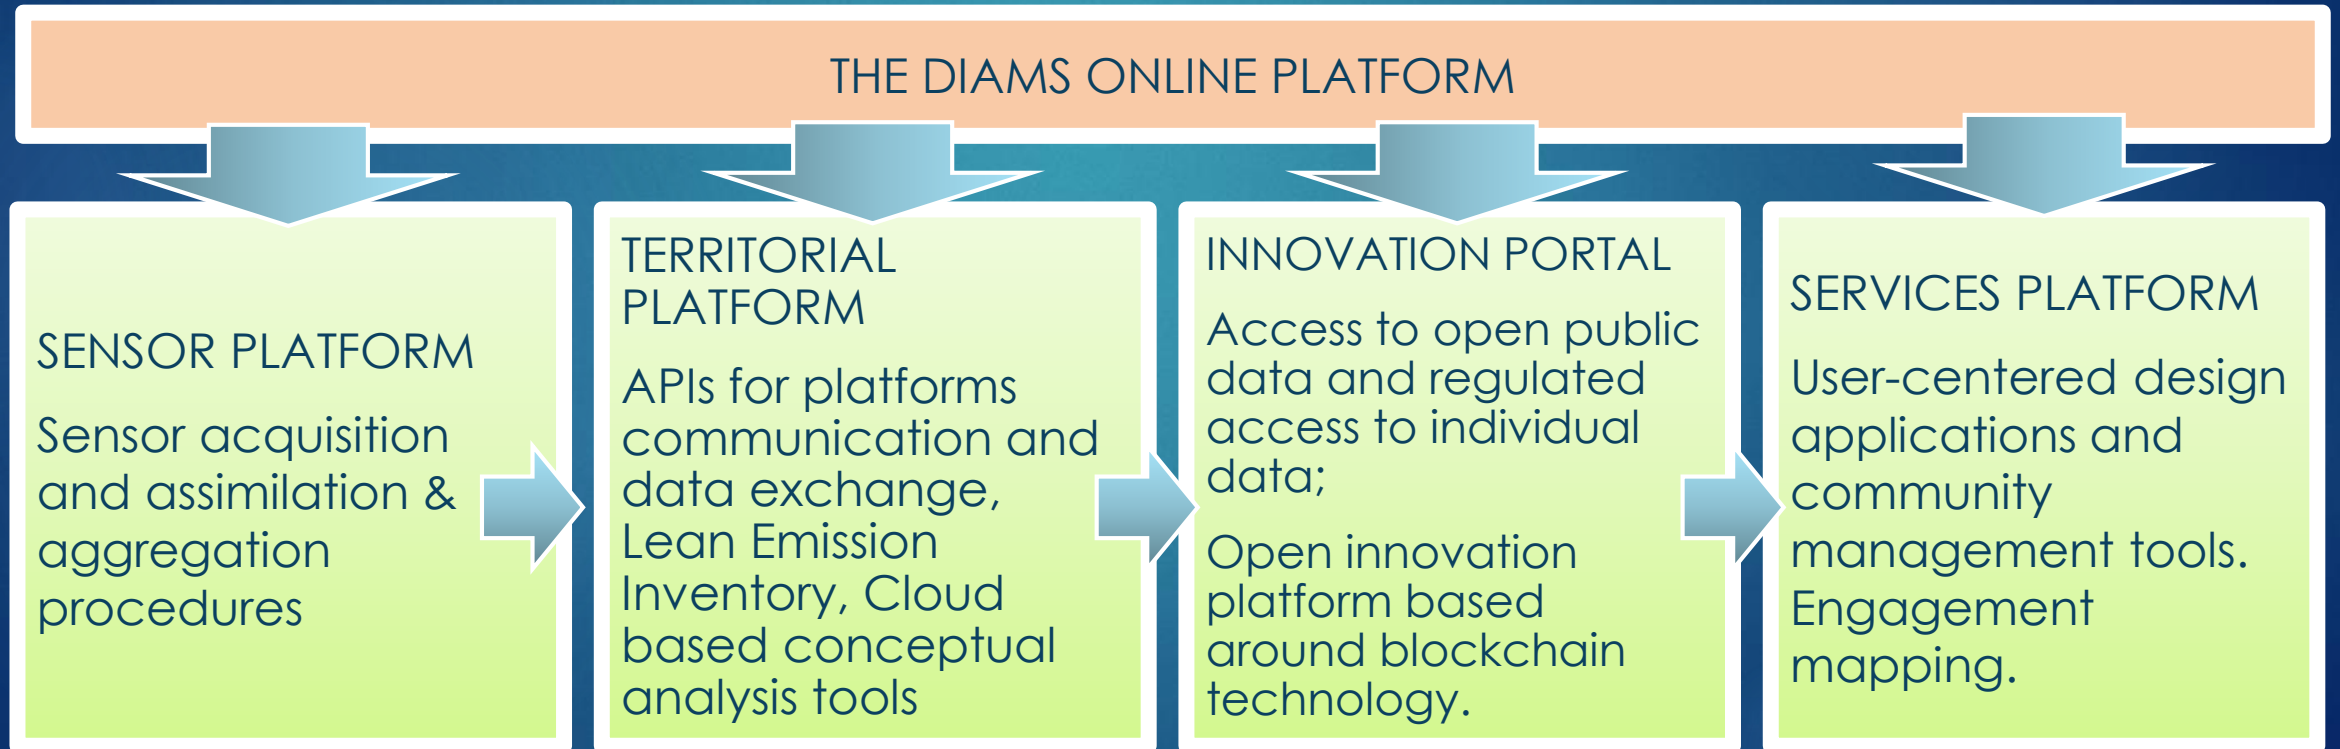 THE DIAMS ONLINE PLATFORM
SENSOR PLATFORM
Sensor acquisition
and assimilation &
aggregation
procedures
TERRITORIAL
PLATFORM
APIs for platforms
communication and
data exchange,
Lean Emission
Inventory, Cloud
based conceptual
analysis tools
INNOVATION PORTAL
Access to open public
data and regulated
access to individual
data;
Open innovation
platform based
around blockchain
technology.
SERVICES PLATFORM
User-centered design
applications and
community
management tools.
Engagement
mapping.